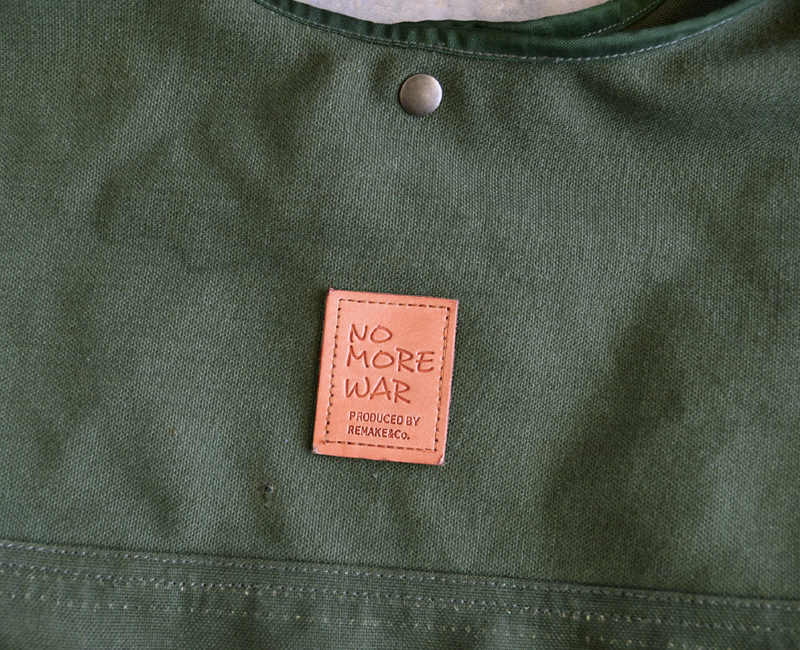 NO
MORE
WAR
PRODUCED BY
REMAKE&Co.